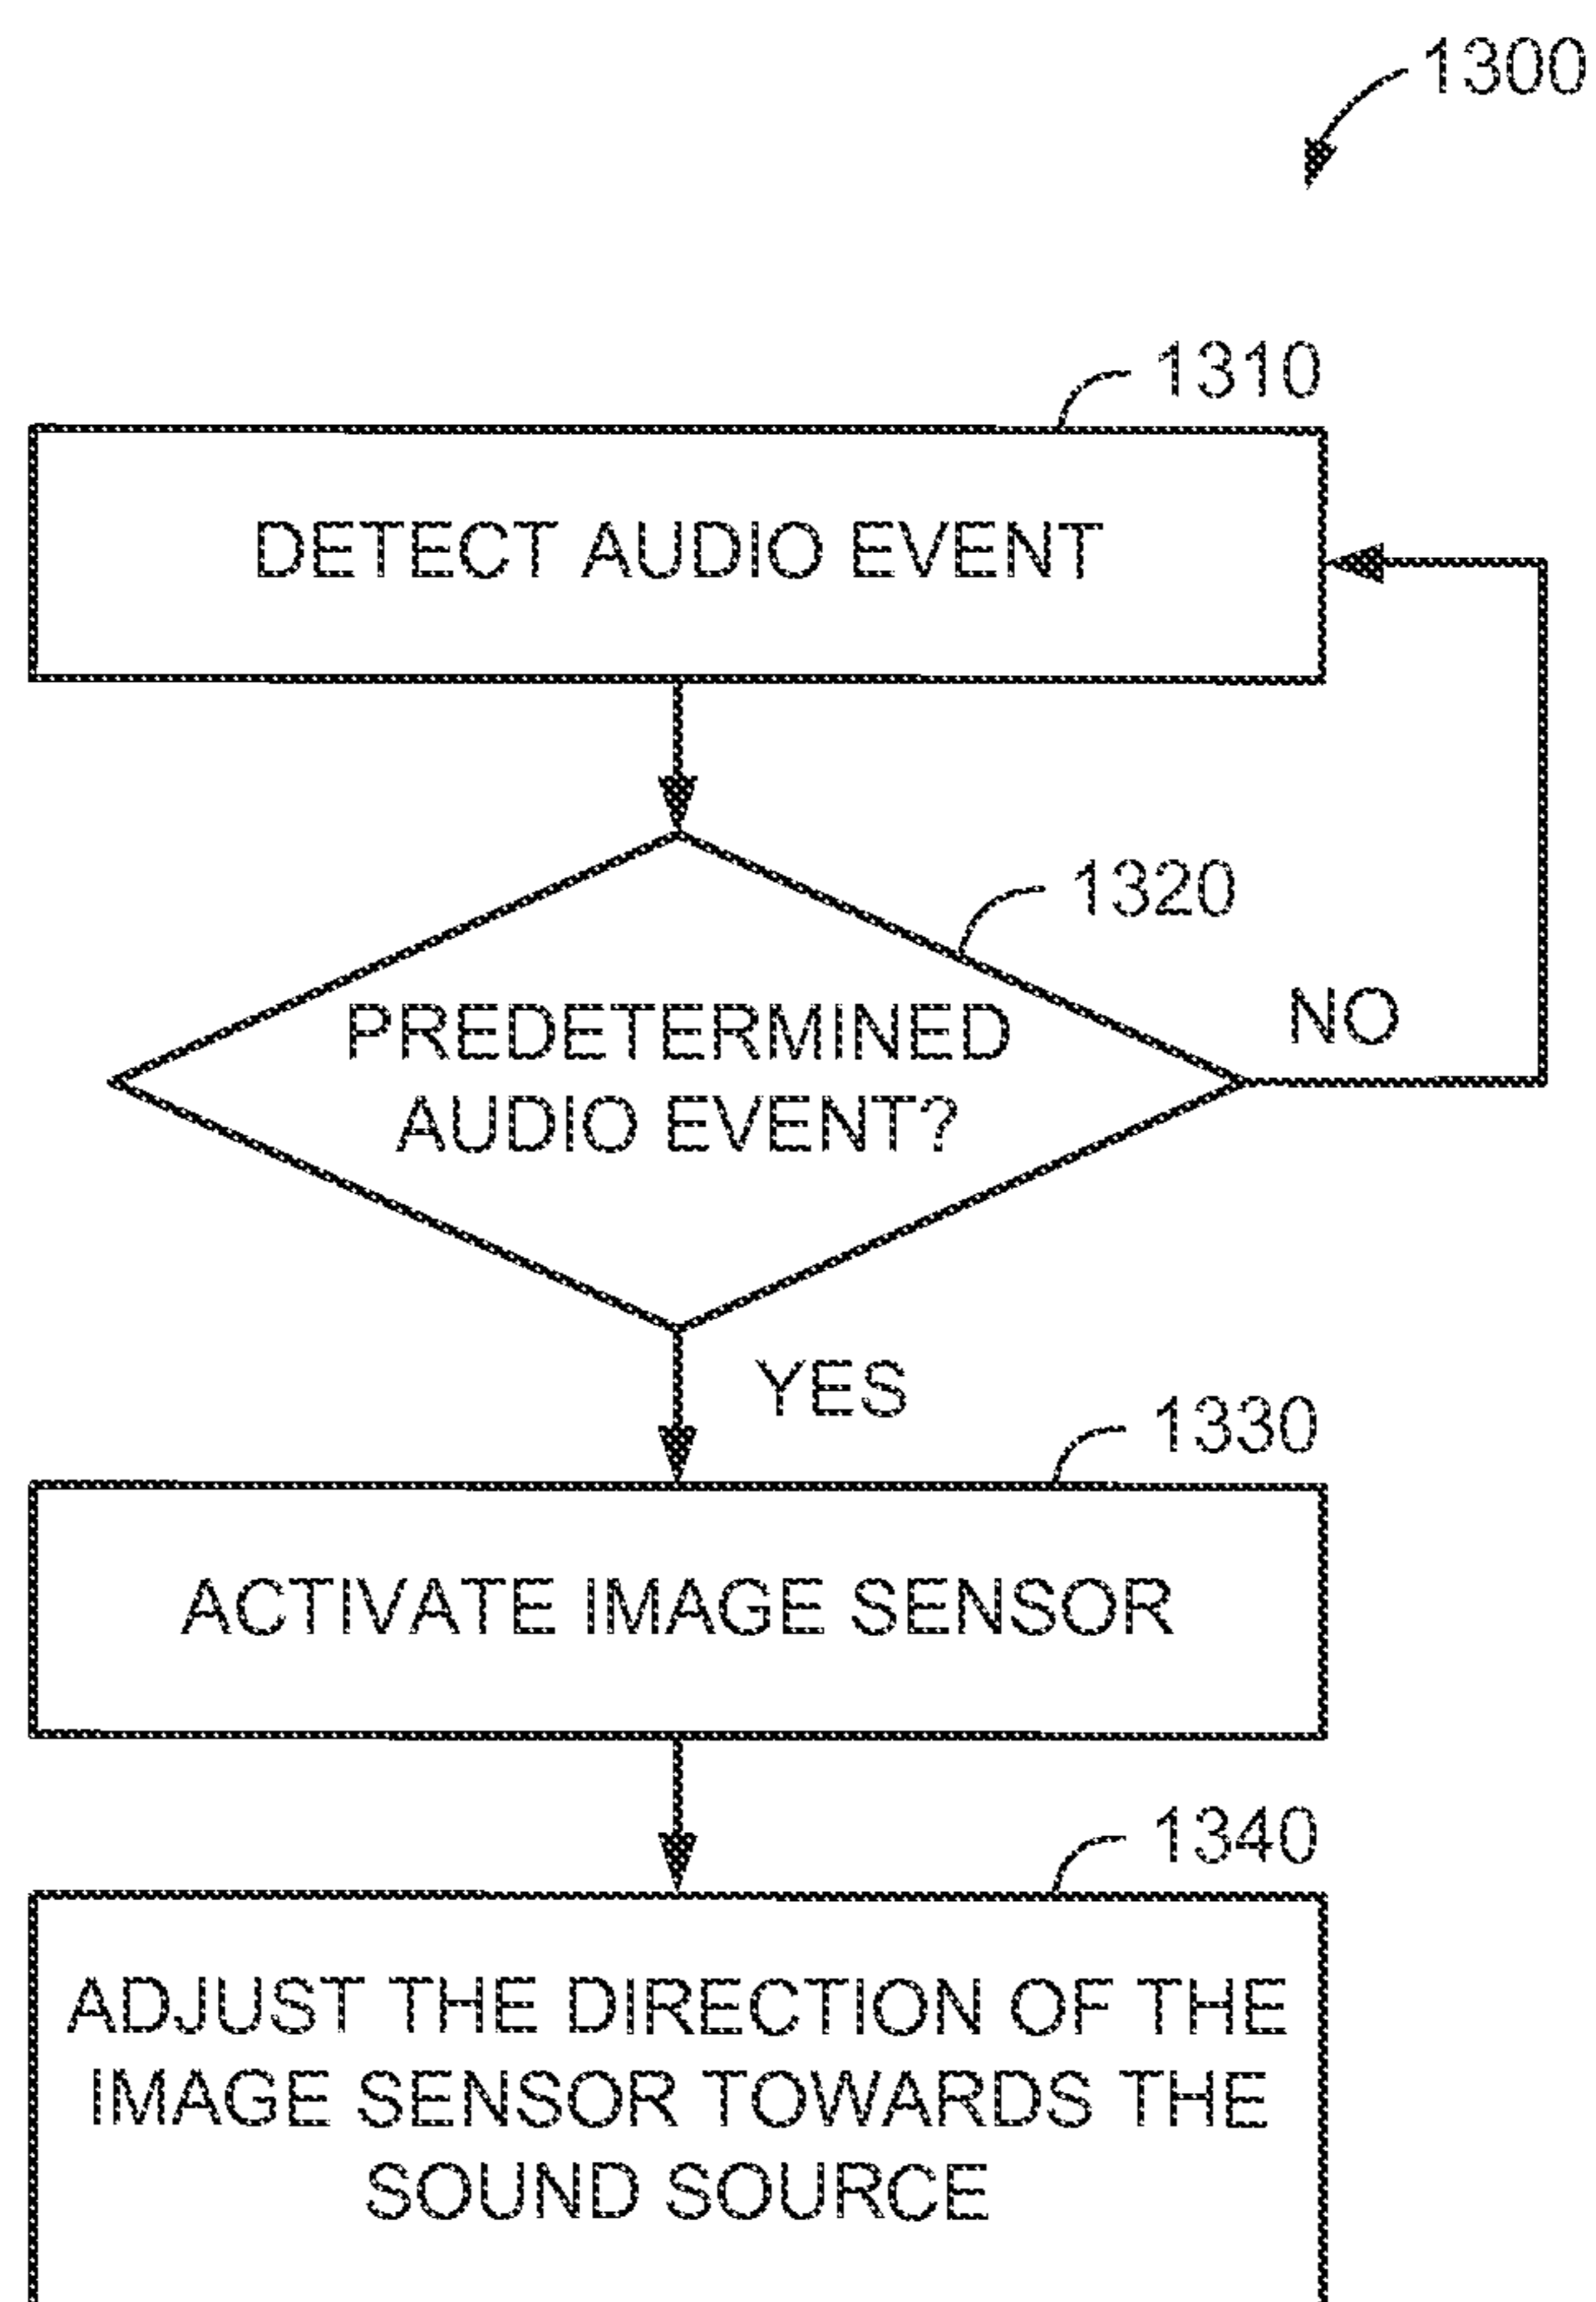 1300
1310
DETECT AUDIO EVENT
1320
PREDETERMINED
AUDIO EVENT?
NO
YES
1330
ACTIVATE IMAGE SENSOR
1340
ADJUST THE DIRECTION OF THE
IMAGE SENSOR TOWARDS THE
SOUND SOURCE